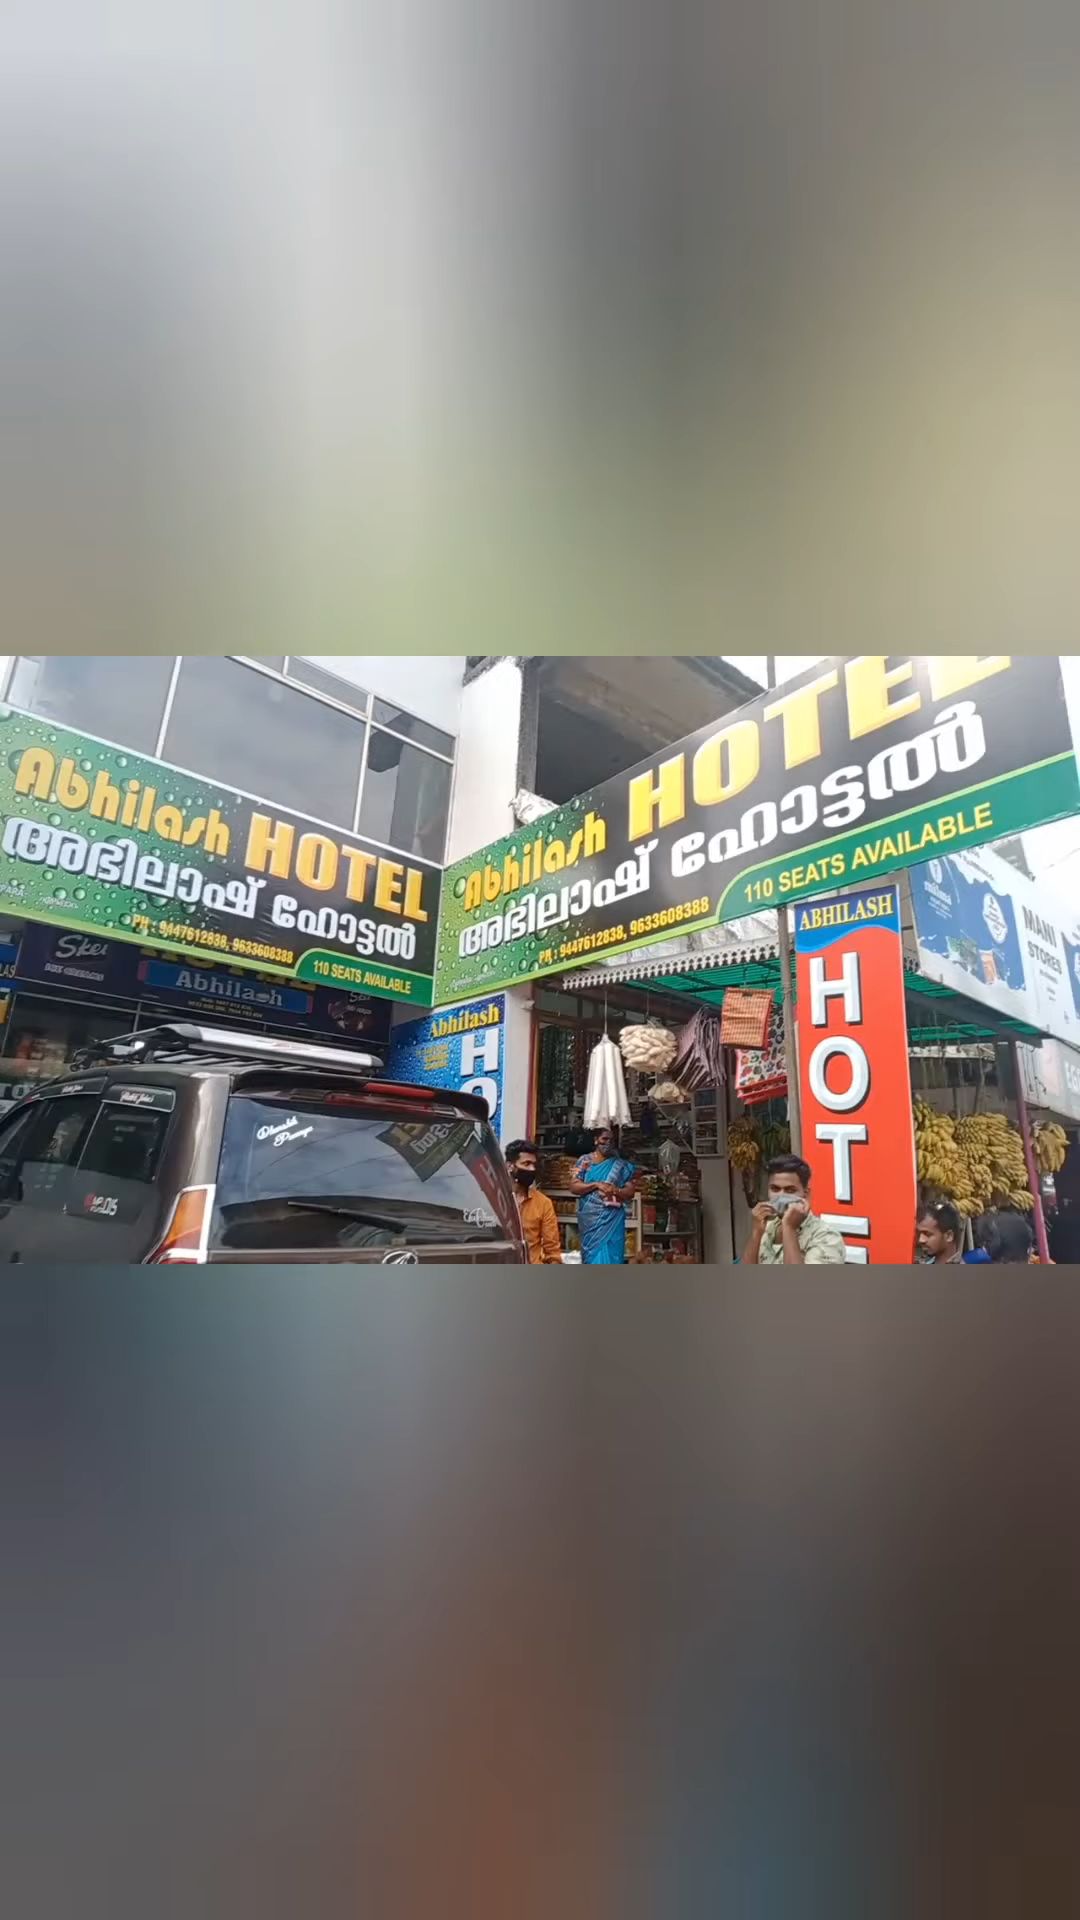 Abhilash HOTEL
അഭിലാഷ് ഹോട്ടൽ
PH : 9447612838, 9633608388
110 SEATS AVAILABLE
Abhilash HOTEL
അഭിലാഷ് ഹോട്ടൽ
PH : 9447612838, 9633608388
110 SEATS AVAILABLE
Abhilash
Abhilash
HO
ABHILASH
HOTE
MANI
STORES